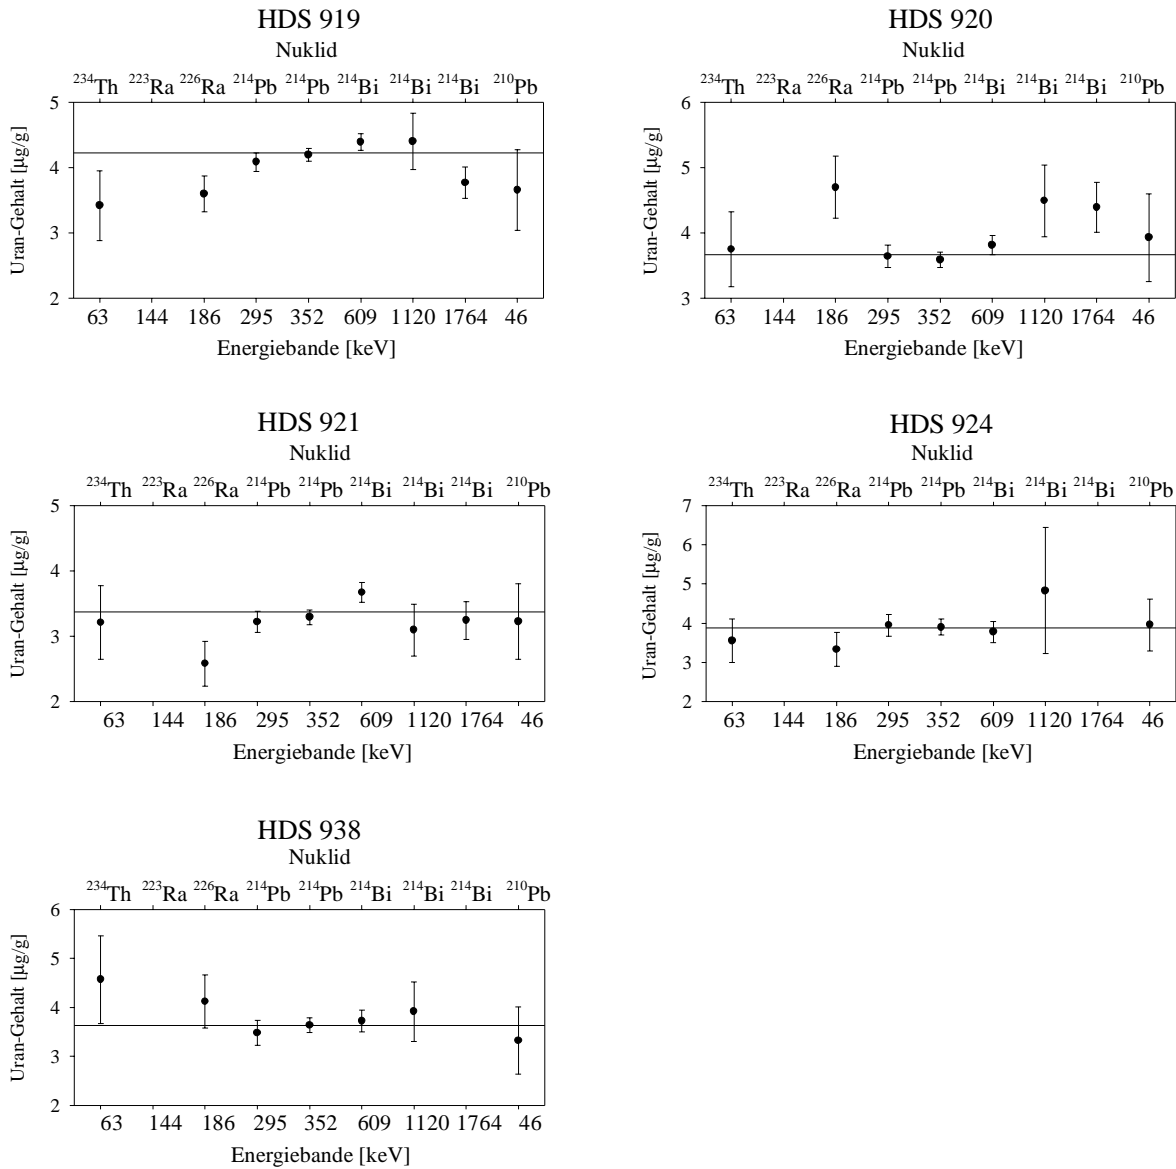 HDS 919
Nuklid
²³⁴Th ²²³Ra ²²⁶Ra ²¹⁴Pb ²¹⁴Pb ²¹⁴Bi ²¹⁴Bi ²¹⁴Bi ²¹⁰Pb
5
4
3
2
Uran-Gehalt [µg/g]
63 144 186 295 352 609 1120 1764 46
Energiebande [keV]
HDS 920
Nuklid
²³⁴Th ²²³Ra ²²⁶Ra ²¹⁴Pb ²¹⁴Pb ²¹⁴Bi ²¹⁴Bi ²¹⁴Bi ²¹⁰Pb
6
5
4
3
Uran-Gehalt [µg/g]
63 144 186 295 352 609 1120 1764 46
Energiebande [keV]
HDS 921
Nuklid
²³⁴Th ²²³Ra ²²⁶Ra ²¹⁴Pb ²¹⁴Pb ²¹⁴Bi ²¹⁴Bi ²¹⁴Bi ²¹⁰Pb
5
4
3
2
Uran-Gehalt [µg/g]
63 144 186 295 352 609 1120 1764 46
Energiebande [keV]
HDS 924
Nuklid
²³⁴Th ²²³Ra ²²⁶Ra ²¹⁴Pb ²¹⁴Pb ²¹⁴Bi ²¹⁴Bi ²¹⁴Bi ²¹⁰Pb
7
6
5
4
3
2
Uran-Gehalt [µg/g]
63 144 186 295 352 609 1120 1764 46
Energiebande [keV]
HDS 938
Nuklid
²³⁴Th ²²³Ra ²²⁶Ra ²¹⁴Pb ²¹⁴Pb ²¹⁴Bi ²¹⁴Bi ²¹⁴Bi ²¹⁰Pb
6
5
4
3
2
Uran-Gehalt [µg/g]
63 144 186 295 352 609 1120 1764 46
Energiebande [keV]